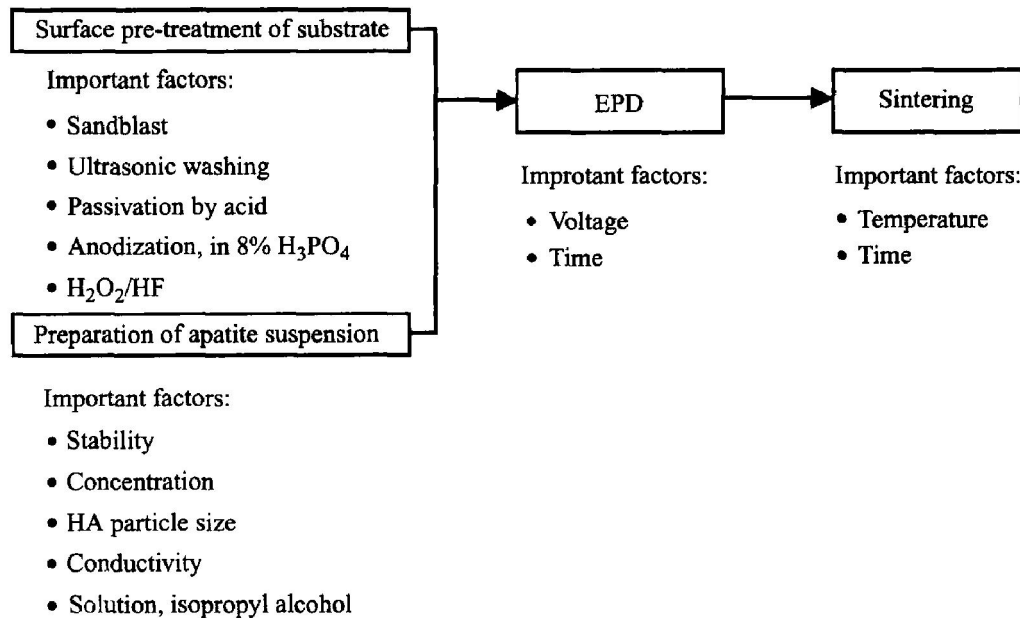 Surface pre-treatment of substrate
Important factors:
• Sandblast
• Ultrasonic washing
• Passivation by acid
• Anodization, in 8% H₃PO₄
• H₂O₂/HF
Preparation of apatite suspension
Important factors:
• Stability
• Concentration
• HA particle size
• Conductivity
• Solution, isopropyl alcohol
EPD
Improtant factors:
• Voltage
• Time
Sintering
Important factors:
• Temperature
• Time